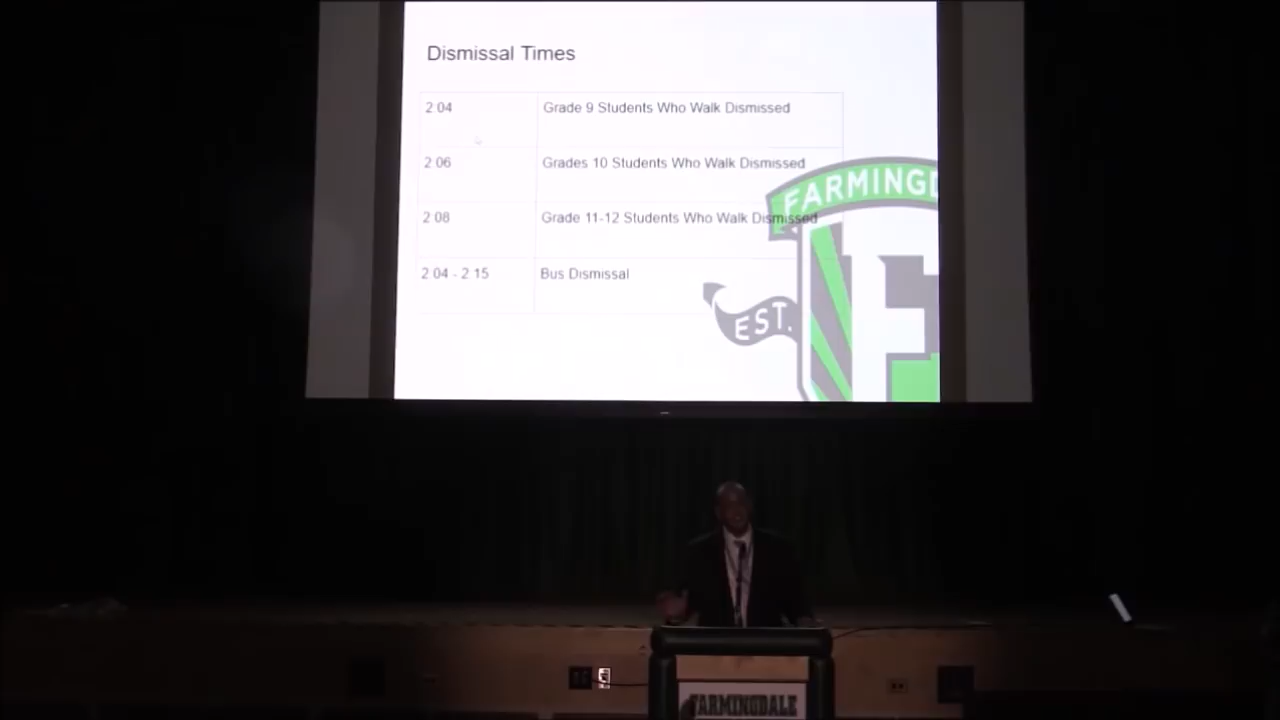 Dismissal Times
2 04 Grade 9 Students Who Walk Dismissed
2 06 Grades 10 Students Who Walk Dismissed
2 08 Grade 11-12 Students Who Walk Dismissed
2 04 - 2 15 Bus Dismissal
FARMINGD
EST.
F
FARMINGDALE